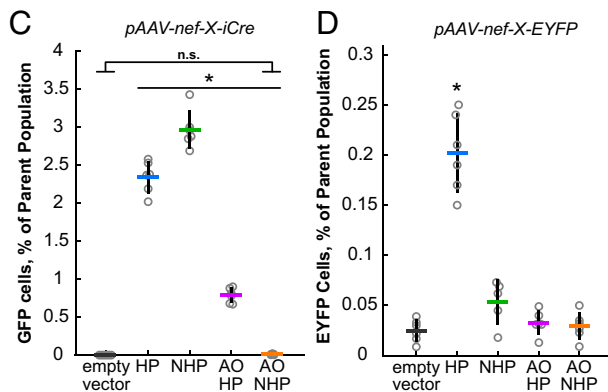 C
pAAV-nef-X-iCre
n.s.
*
GFP cells, % of Parent Population
4
3.5
3
2.5
2
1.5
1
0.5
0
empty
vector
HP
NHP
AO
HP
AO
NHP
D
pAAV-nef-X-EYFP
*
EYFP Cells, % of Parent Population
0.3
0.25
0.2
0.15
0.1
0.05
0
empty
vector
HP
NHP
AO
HP
AO
NHP